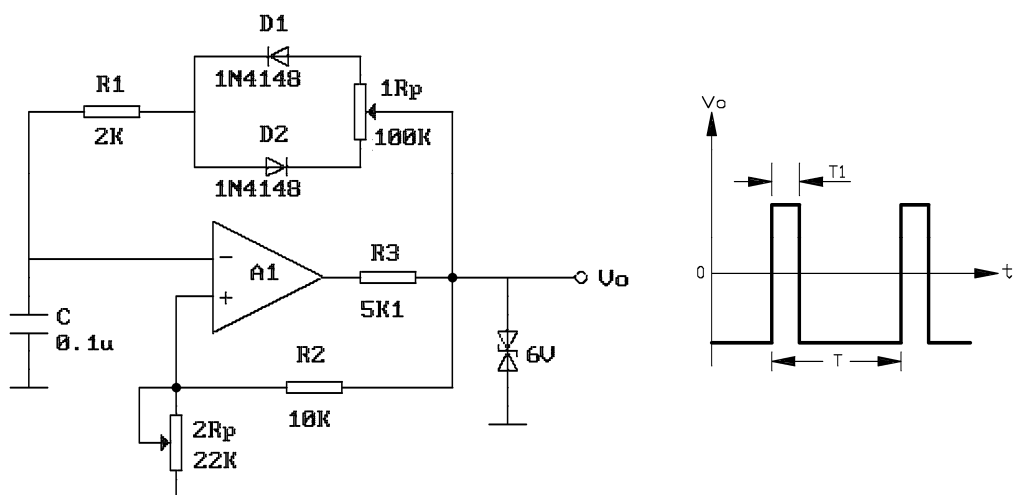 D1
1N4148
R1
2K
1Rp
100K
D2
1N4148
A1
−
+
R3
5K1
Vo
C
0.1u
R2
10K
6V
2Rp
22K
Vo
T1
0
t
T